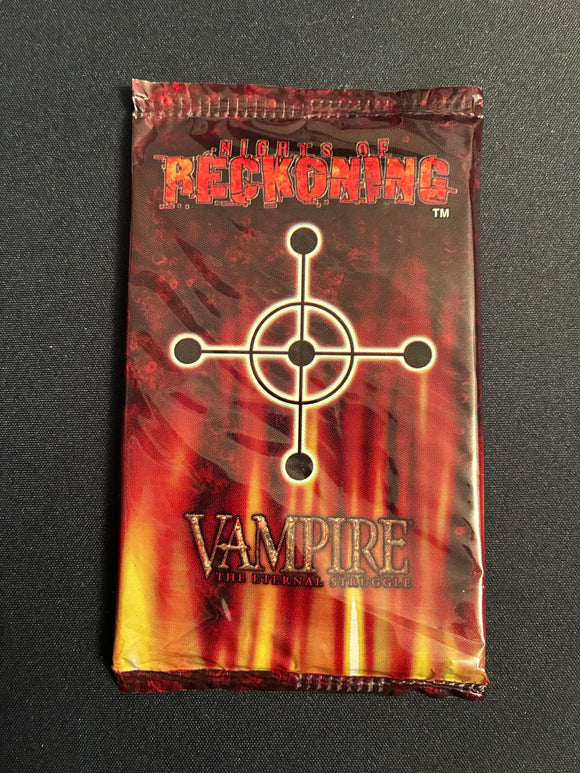 NIGHTS OF
RECKONING
TM
VAMPIRE
THE ETERNAL STRUGGLE